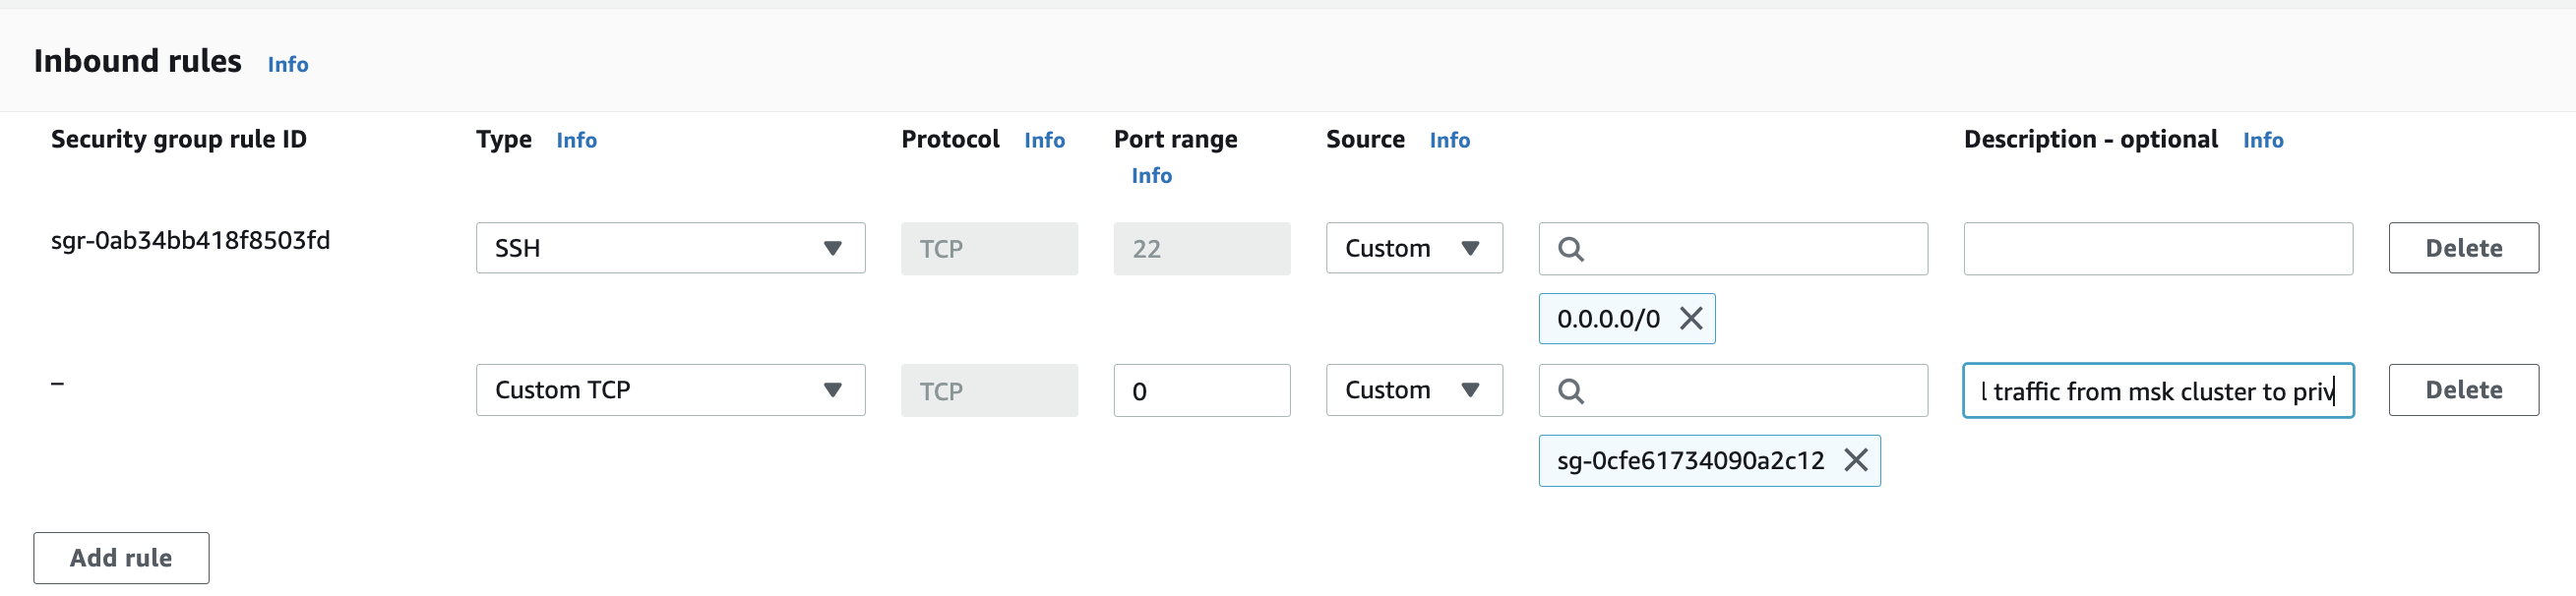 Inbound rules Info
Security group rule ID Type Info Protocol Info Port range Info Source Info Description - optional Info
sgr-0ab34bb418f8503fd SSH TCP 22 Custom Delete
0.0.0.0/0
– Custom TCP TCP 0 Custom l traffic from msk cluster to priv Delete
sg-0cfe61734090a2c12
Add rule